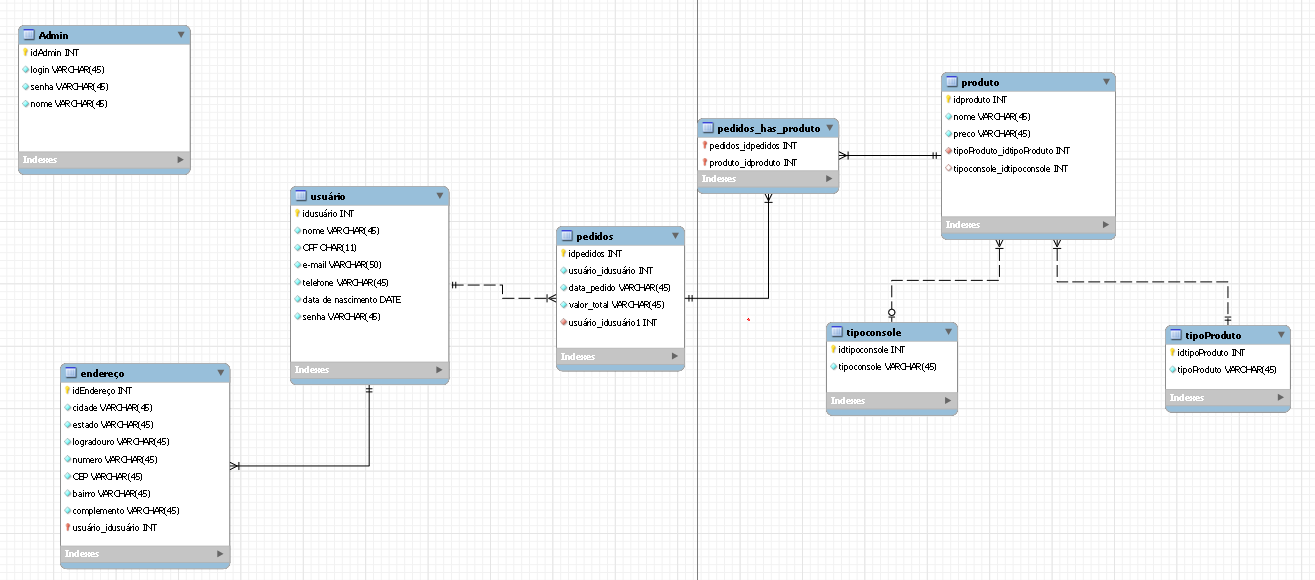 Admin
idAdmin INT
login VARCHAR(45)
senha VARCHAR(45)
nome VARCHAR(45)
Indexes
usuário
idusuário INT
nome VARCHAR(45)
CPF CHAR(11)
e-mail VARCHAR(50)
telefone VARCHAR(45)
data de nascimento DATE
senha VARCHAR(45)
Indexes
endereço
idEndereço INT
cidade VARCHAR(45)
estado VARCHAR(45)
logradouro VARCHAR(45)
numero VARCHAR(45)
CEP VARCHAR(45)
bairro VARCHAR(45)
complemento VARCHAR(45)
usuário_idusuário INT
Indexes
pedidos
idpedidos INT
usuário_idusuário INT
data_pedido VARCHAR(45)
valor_total VARCHAR(45)
usuário_idusuário1 INT
Indexes
pedidos_has_produto
pedidos_idpedidos INT
produto_idproduto INT
Indexes
produto
idproduto INT
nome VARCHAR(45)
preco VARCHAR(45)
tipoProduto_idtipoProduto INT
tipoconsole_idtipoconsole INT
Indexes
tipoconsole
idtipoconsole INT
tipoconsole VARCHAR(45)
Indexes
tipoProduto
idtipoProduto INT
tipoProduto VARCHAR(45)
Indexes